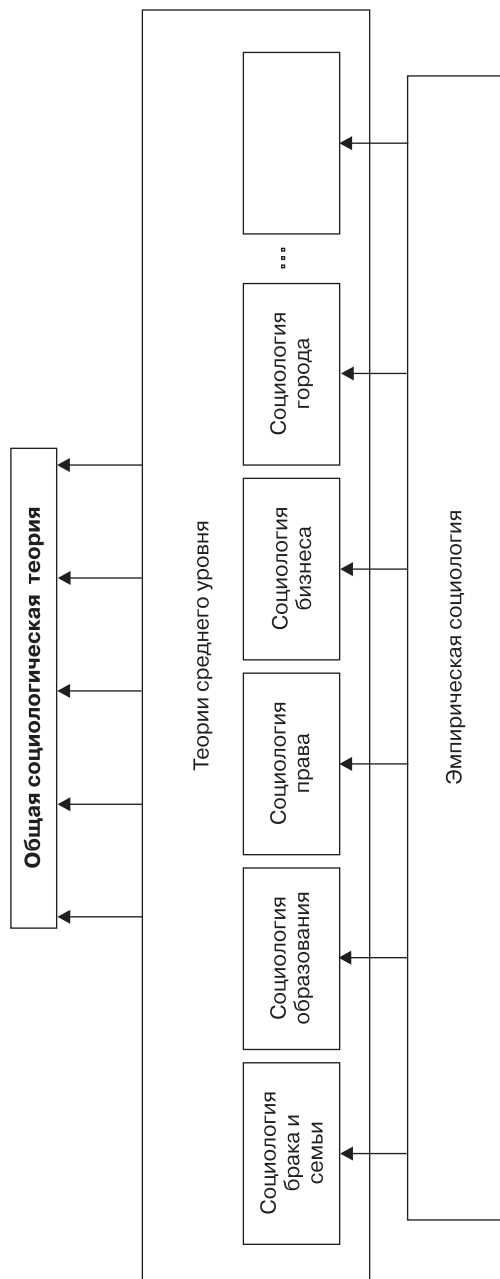 Общая социологическая теория
Теории среднего уровня
Социология
брака и
семьи
Социология
образования
Социология
права
Социология
бизнеса
Социология
города
...
Эмпирическая социология